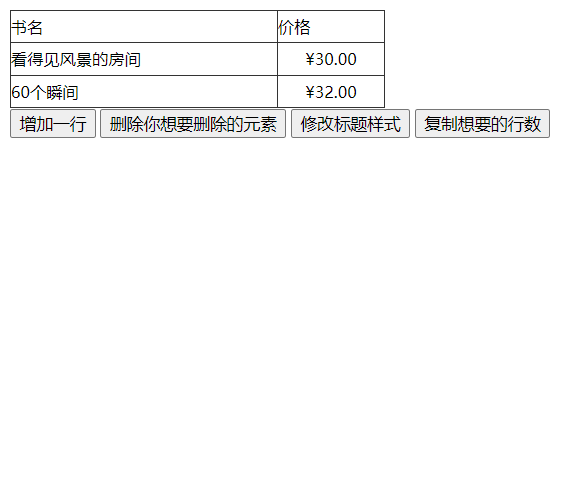 书名 价格
看得见风景的房间 ¥30.00
60个瞬间 ¥32.00
增加一行 删除你想要删除的元素 修改标题样式 复制想要的行数